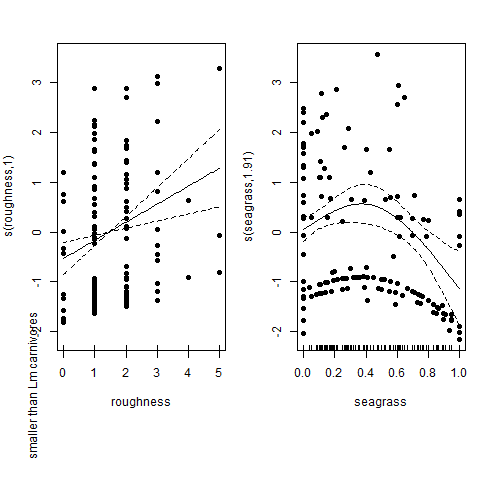 s(roughness,1)
3
2
1
0
-1
-2
0 1 2 3 4 5
roughness
smaller than Lm carnivores
s(seagrass,1.91)
3
2
1
0
-1
-2
0.0 0.2 0.4 0.6 0.8 1.0
seagrass